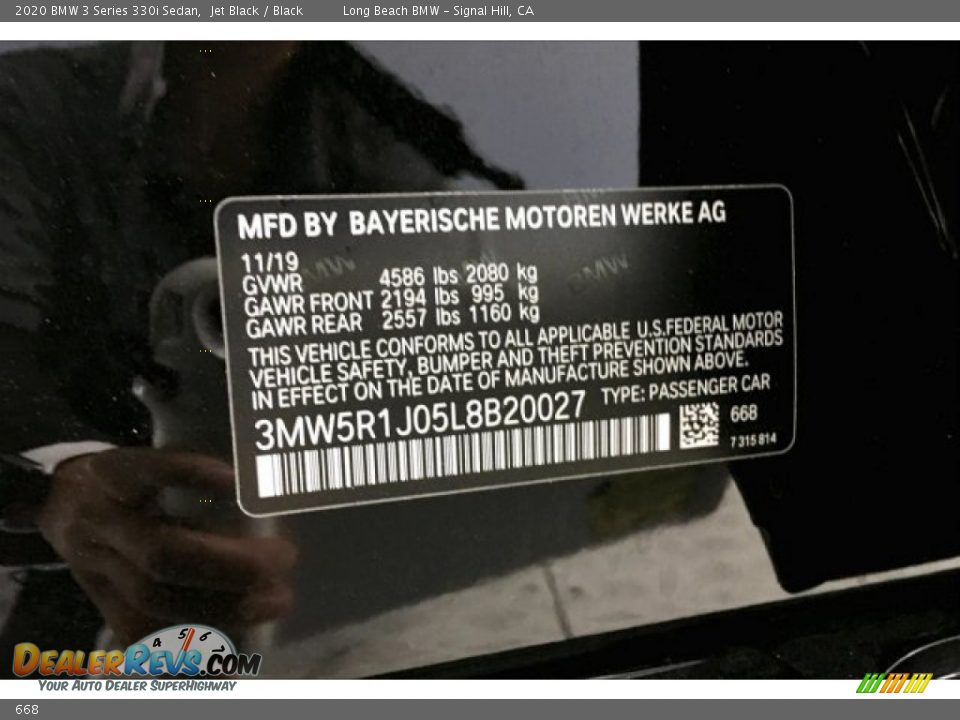 2020 BMW 3 Series 330i Sedan, Jet Black / Black Long Beach BMW - Signal Hill, CA
MFD BY BAYERISCHE MOTOREN WERKE AG
11/19
GVWR 4586 lbs 2080 kg
GAWR FRONT 2194 lbs 995 kg
GAWR REAR 2557 lbs 1160 kg
THIS VEHICLE CONFORMS TO ALL APPLICABLE U.S.FEDERAL MOTOR
VEHICLE SAFETY, BUMPER AND THEFT PREVENTION STANDARDS
IN EFFECT ON THE DATE OF MANUFACTURE SHOWN ABOVE.
3MW5R1J05L8B20027 TYPE: PASSENGER CAR
668
7 315 814
4 5 6
DEALERREVS.COM
YOUR AUTO DEALER SUPERHIGHWAY
668